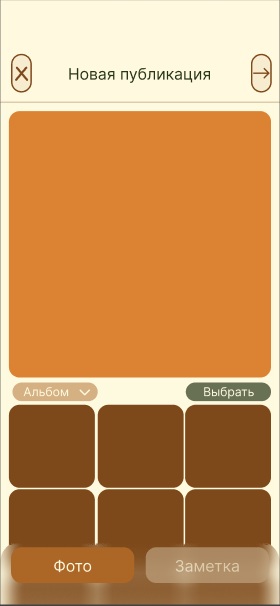 Новая публикация
Альбом
Выбрать
Фото
Заметка